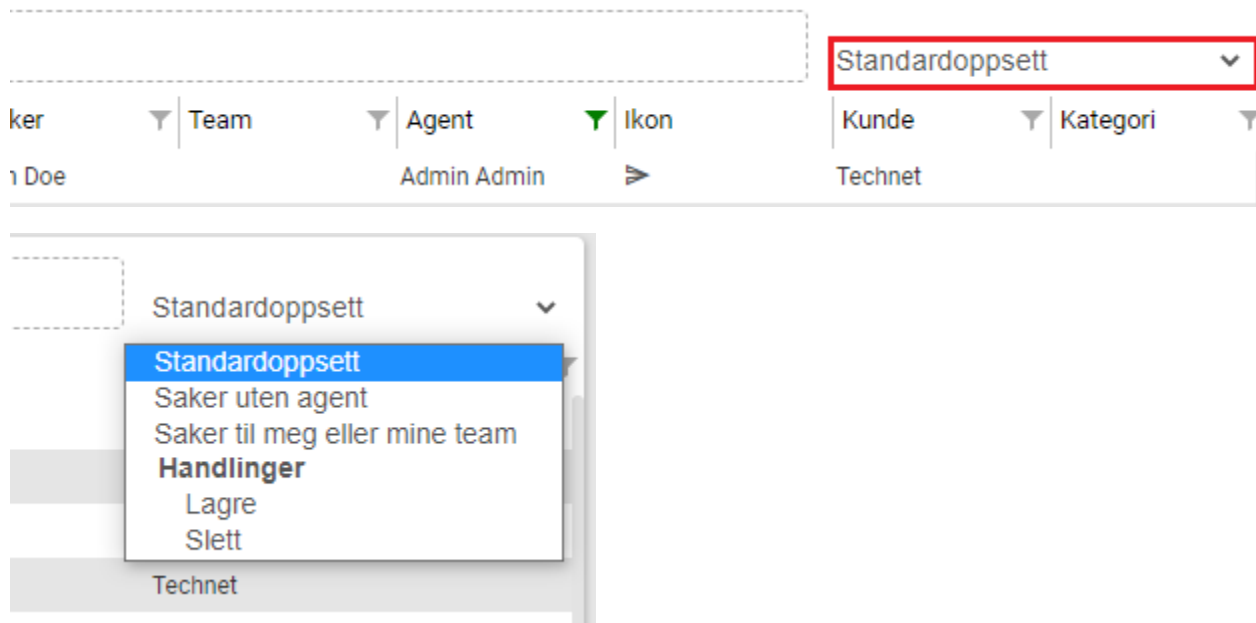 Standardoppsett
ker Team Agent Ikon Kunde Kategori
Doe Admin Admin Technet
Standardoppsett
Standardoppsett
Saker uten agent
Saker til meg eller mine team
Handlinger
Lagre
Slett
Technet